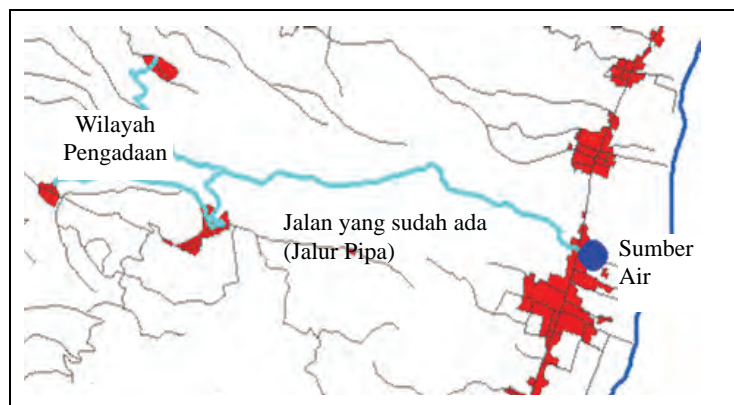 Wilayah
Pengadaan
Jalan yang sudah ada
(Jalur Pipa)
Sumber
Air